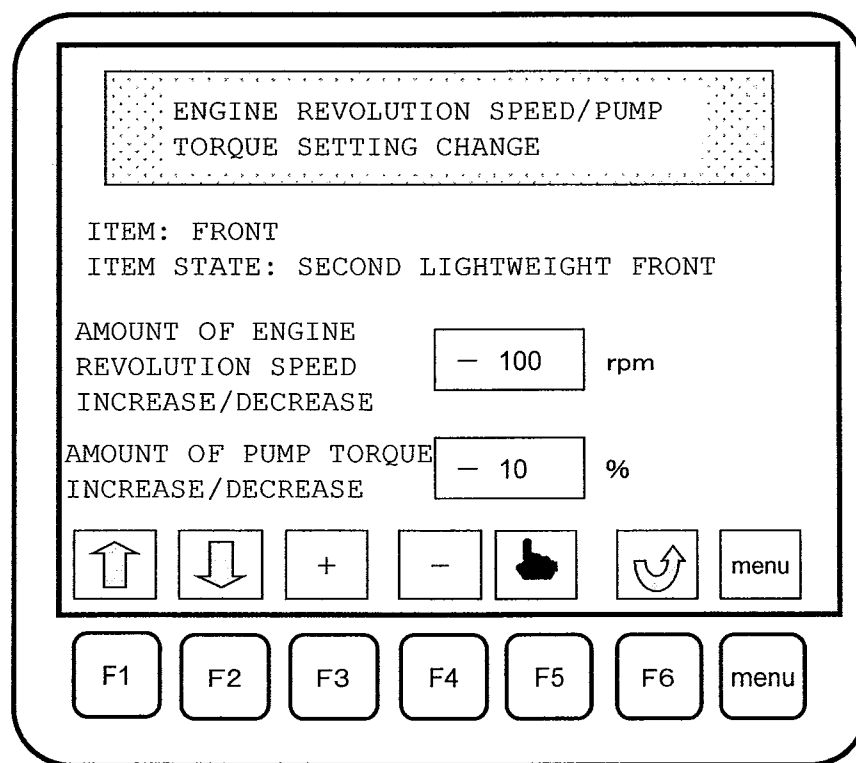 ENGINE REVOLUTION SPEED/PUMP
TORQUE SETTING CHANGE
ITEM: FRONT
ITEM STATE: SECOND LIGHTWEIGHT FRONT
AMOUNT OF ENGINE
REVOLUTION SPEED
INCREASE/DECREASE
− 100 rpm
AMOUNT OF PUMP TORQUE
INCREASE/DECREASE
− 10 %
+ − menu
F1 F2 F3 F4 F5 F6 menu